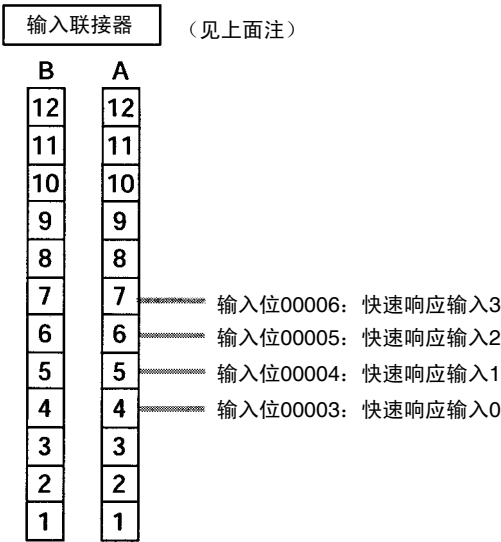 输入联接器 （见上面注）
B A
12 12
11 11
10 10
9 9
8 8
7 7 输入位00006：快速响应输入3
6 6 输入位00005：快速响应输入2
5 5 输入位00004：快速响应输入1
4 4 输入位00003：快速响应输入0
3 3
2 2
1 1